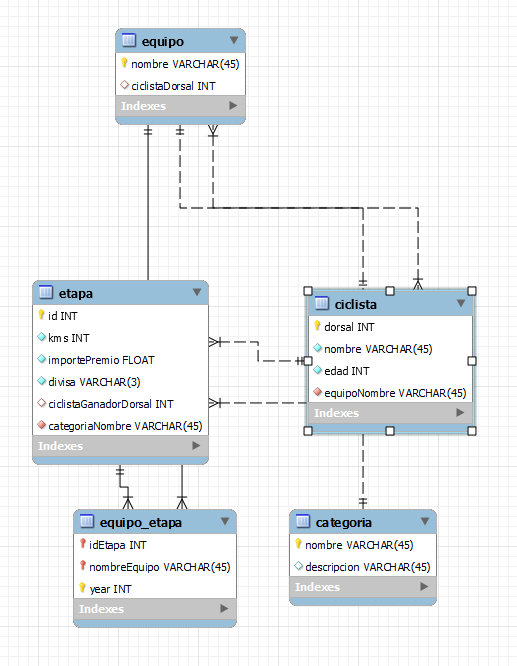 equipo
nombre VARCHAR(45)
ciclistaDorsal INT
Indexes
etapa
id INT
kms INT
importePremio FLOAT
divisa VARCHAR(3)
ciclistaGanadorDorsal INT
categoriaNombre VARCHAR(45)
Indexes
ciclista
dorsal INT
nombre VARCHAR(45)
edad INT
equipoNombre VARCHAR(45)
Indexes
equipo_etapa
idEtapa INT
nombreEquipo VARCHAR(45)
year INT
Indexes
categoria
nombre VARCHAR(45)
descripcion VARCHAR(45)
Indexes